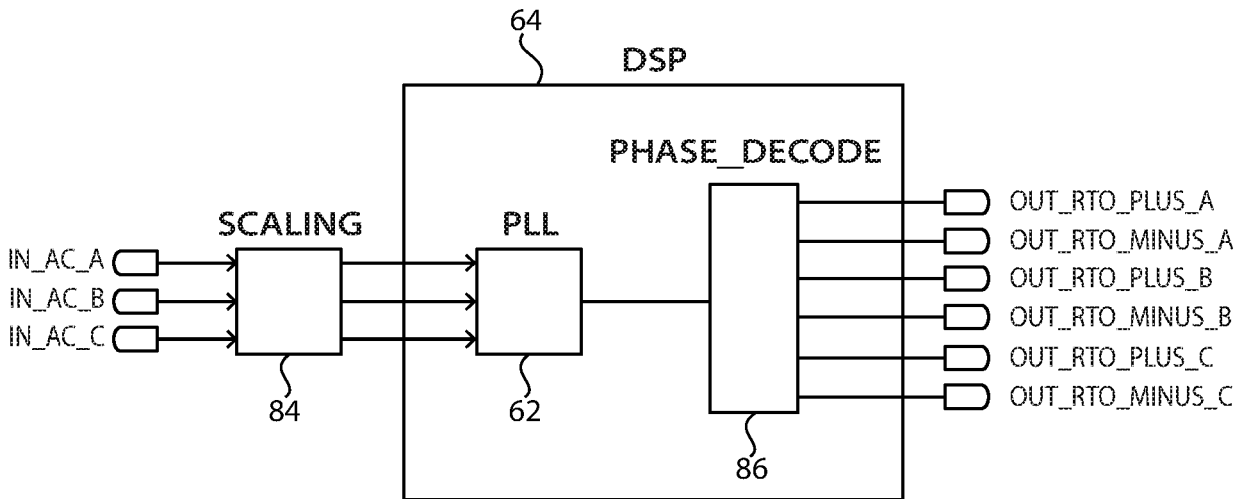 64
DSP
PHASE_DECODE
SCALING
PLL
IN_AC_A
IN_AC_B
IN_AC_C
OUT_RTO_PLUS_A
OUT_RTO_MINUS_A
OUT_RTO_PLUS_B
OUT_RTO_MINUS_B
OUT_RTO_PLUS_C
OUT_RTO_MINUS_C
84
62
86